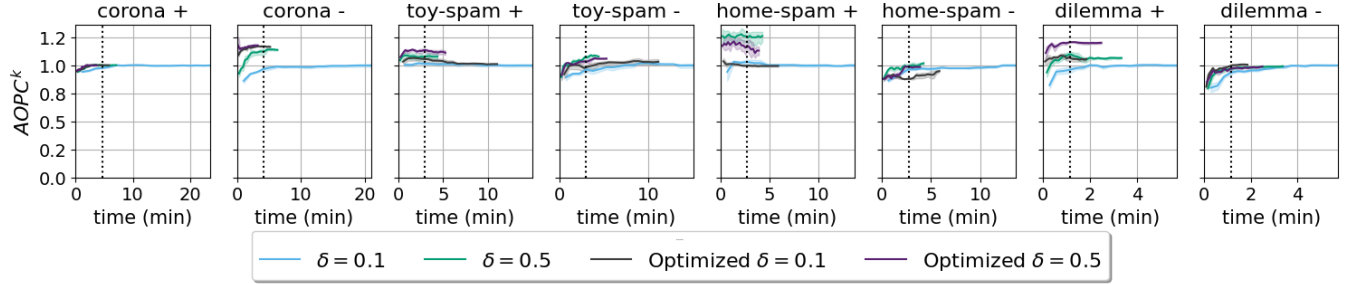 corona + corona - toy-spam + toy-spam - home-spam + home-spam - dilemma + dilemma -
AOPC^k
1.2
1.0
0.8
0.5
0.2
0.0
0 10 20 0 10 20 0 5 10 0 10 0 5 10 0 5 10 0 2 4 0 2 4
time (min) time (min) time (min) time (min) time (min) time (min) time (min) time (min)
δ = 0.1 δ = 0.5 Optimized δ = 0.1 Optimized δ = 0.5